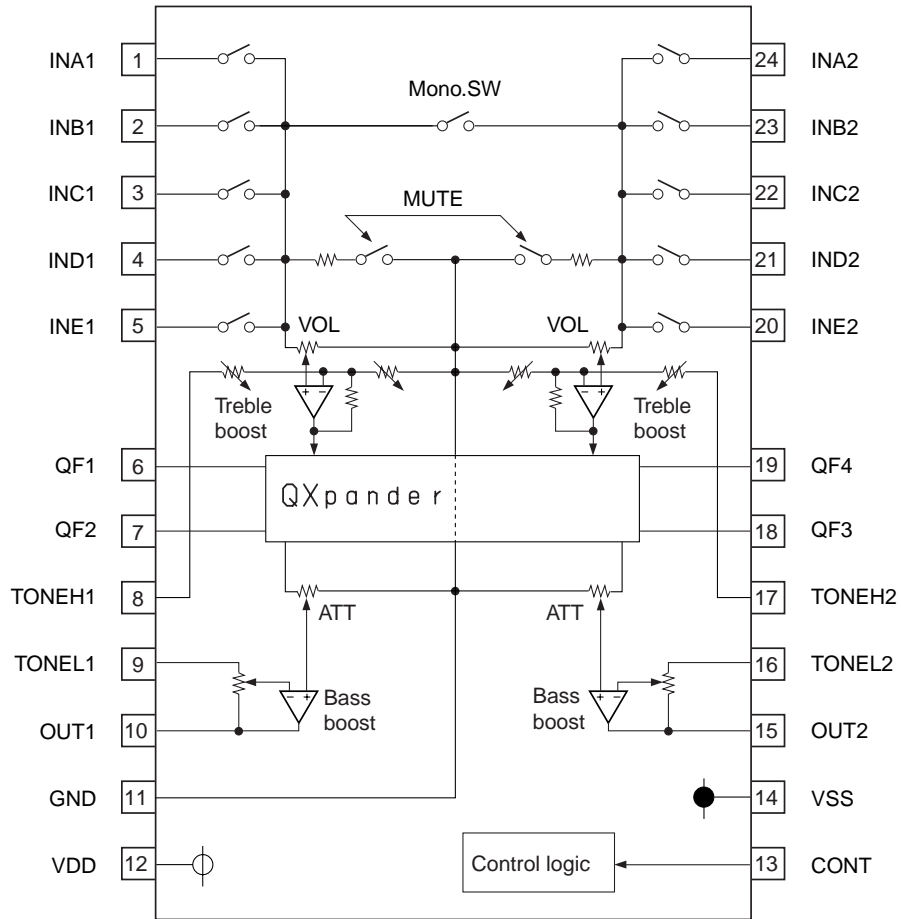 INA1 1 24 INA2
Mono.SW
INB1 2 23 INB2
INC1 3 22 INC2
MUTE
IND1 4 21 IND2
INE1 5 VOL VOL 20 INE2
+ − − +
Treble boost
Treble boost
QF1 6 19 QF4
QXpander
QF2 7 18 QF3
TONEH1 8 17 TONEH2
ATT ATT
TONEL1 9 16 TONEL2
− + + −
Bass boost
Bass boost
OUT1 10 15 OUT2
GND 11 14 VSS
VDD 12 Control logic 13 CONT